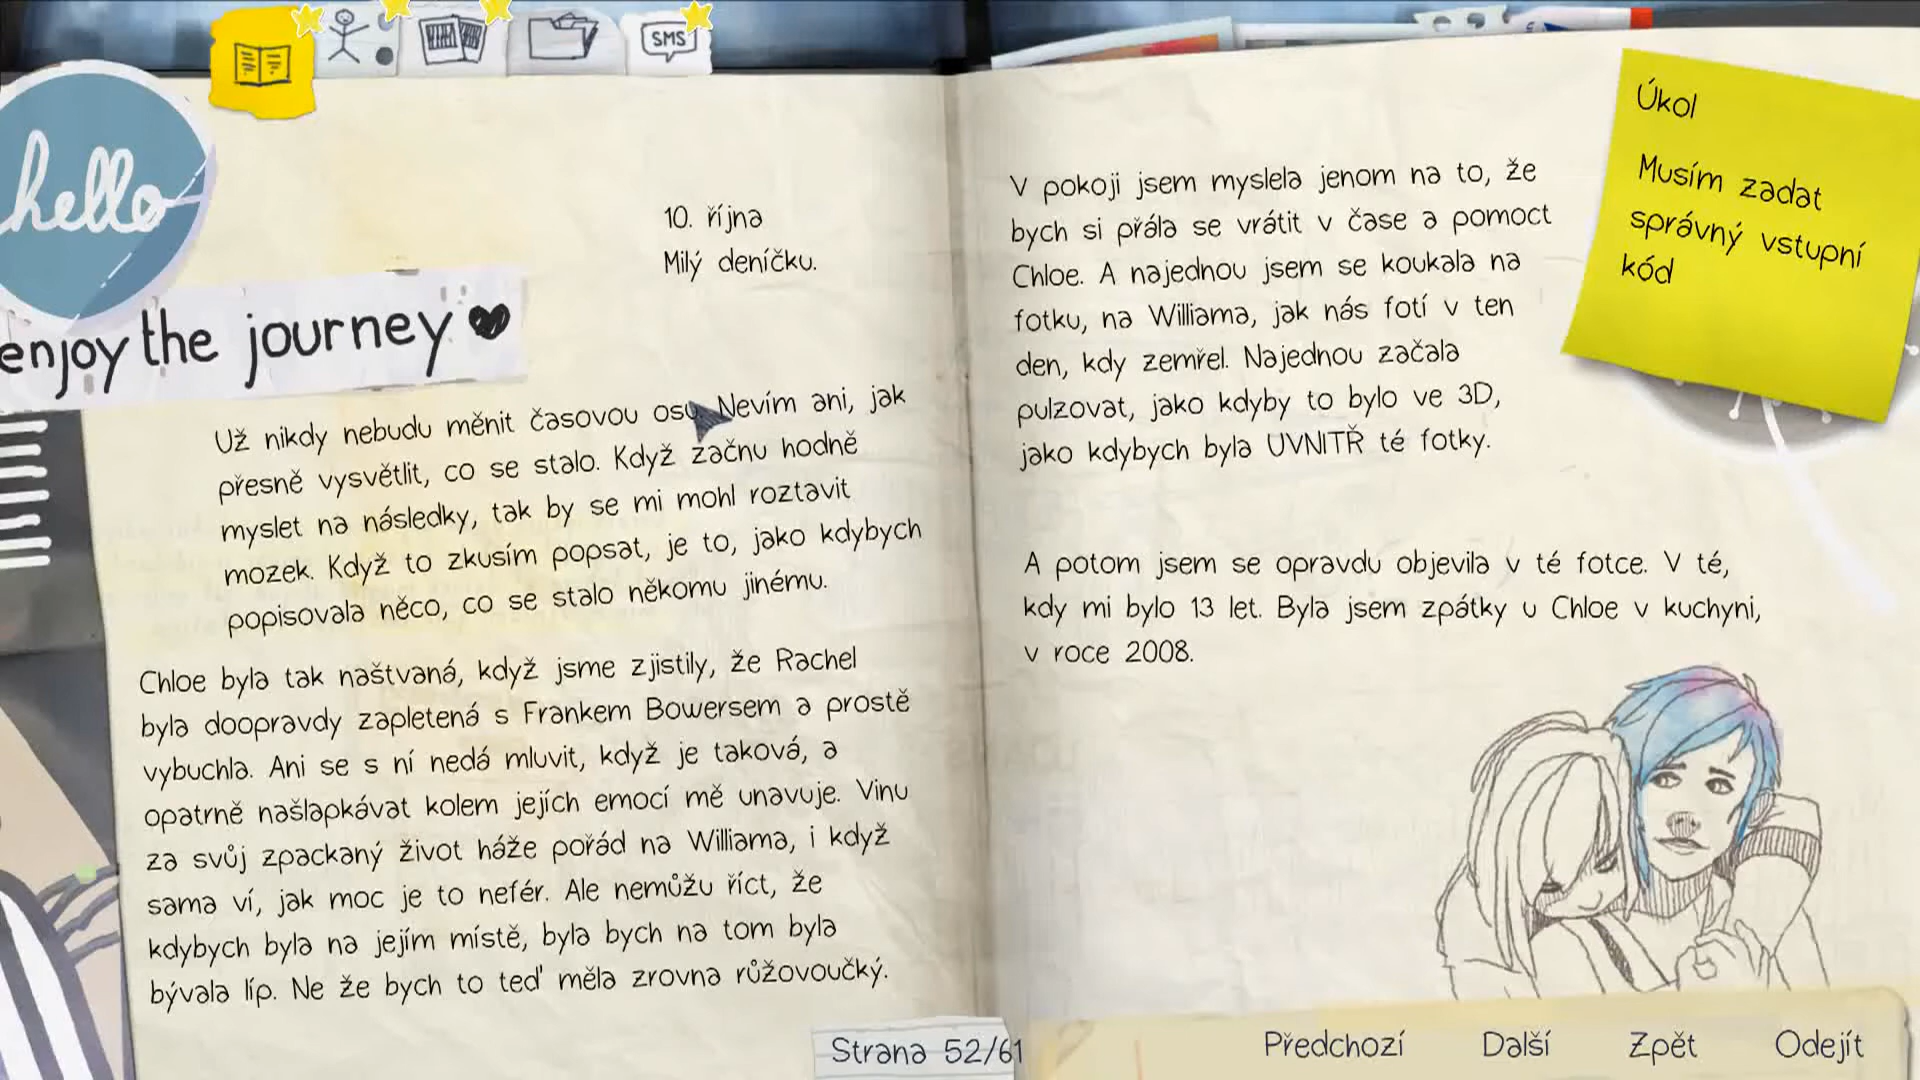 SMS
hello
enjoy the journey
10. října
Milý deníčku.
Už nikdy nebudu měnit časovou osu. Nevím ani, jak
přesně vysvětlit, co se stalo. Když začnu hodně
myslet na následky, tak by se mi mohl roztavit
mozek. Když to zkusím popsat, je to, jako kdybych
popisovala něco, co se stalo někomu jinému.
Chloe byla tak naštvaná, když jsme zjistily, že Rachel
byla doopravdy zapletená s Frankem Bowersem a prostě
vybuchla. Ani se s ní nedá mluvit, když je taková, a
opatrně našlapkávat kolem jejích emocí mě unavuje. Vinu
za svůj zpackaný život háže pořád na Williama, i když
sama ví, jak moc je to nefér. Ale nemůžu říct, že
kdybych byla na jejím místě, byla bych na tom byla
bývala líp. Ne že bych to teď měla zrovna růžovoučký.
V pokoji jsem myslela jenom na to, že
bych si přála se vrátit v čase a pomoct
Chloe. A najednou jsem se koukala na
fotku, na Williama, jak nás fotí v ten
den, kdy zemřel. Najednou začala
pulzovat, jako kdyby to bylo ve 3D,
jako kdybych byla UVNITŘ té fotky.
A potom jsem se opravdu objevila v té fotce. V té,
kdy mi bylo 13 let. Byla jsem zpátky u Chloe v kuchyni,
v roce 2008.
Úkol
Musím zadat
správný vstupní
kód
Strana 52/61
Předchozí Další Zpět Odejít